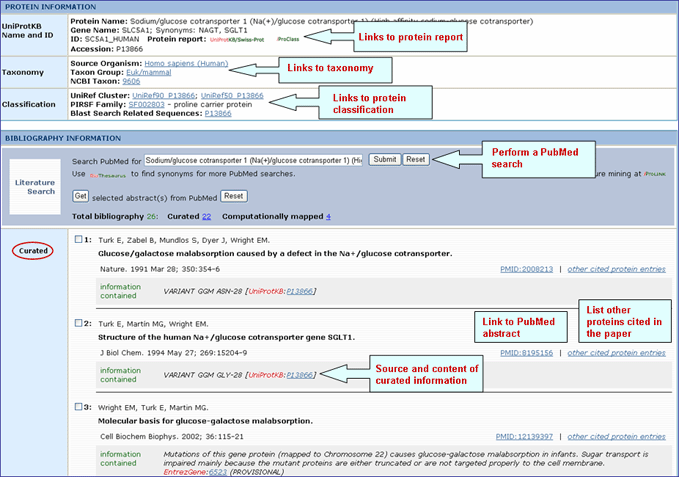 PROTEIN INFORMATION
UniProtKB
Name and ID
Protein Name: Sodium/glucose cotransporter 1 (Na(+)/glucose cotransporter 1) (High affinity sodium-glucose cotransporter)
Gene Name: SLC5A1; Synonyms: NAGT, SGLT1
ID: SC5A1_HUMAN Protein report: UniProtKB/Swiss-Prot iProClass
Accession: P13866
Links to protein report
Taxonomy
Source Organism: Homo sapiens (Human)
Taxon Group: Euk/mammal
NCBI Taxon: 9606
Links to taxonomy
Classification
UniRef Cluster: UniRef90_P13866; UniRef50_P13866
PIRSF Family: SF002803 - proline carrier protein
Blast Search Related Sequences: P13866
Links to protein
classification
BIBLIOGRAPHY INFORMATION
Literature
Search
Search PubMed for Sodium/glucose cotransporter 1 (Na(+)/glucose cotransporter 1) (Hi Submit Reset
Use BioThesaurus to find synonyms for more PubMed searches.
ure mining at iProLINK
Perform a PubMed
search
Get selected abstract(s) from PubMed Reset
Total bibliography 26: Curated 22 Computationally mapped 4
Curated
1: Turk E, Zabel B, Mundlos S, Dyer J, Wright EM.
Glucose/galactose malabsorption caused by a defect in the Na+/glucose cotransporter.
Nature. 1991 Mar 28; 350:354-6 PMID:2008213 | other cited protein entries
information
contained
VARIANT GGM ASN-28 [UniProtKB:P13866]
2: Turk E, Martin MG, Wright EM.
Structure of the human Na+/glucose cotransporter gene SGLT1.
J Biol Chem. 1994 May 27; 269:15204-9 PMID:8195156 | other cited protein entries
Link to PubMed
abstract
List other
proteins cited in
the paper
information
contained
VARIANT GGM GLY-28 [UniProtKB:P13866]
Source and content of
curated information
3: Wright EM, Turk E, Martin MG.
Molecular basis for glucose-galactose malabsorption.
Cell Biochem Biophys. 2002; 36:115-21 PMID:12139397 | other cited protein entries
information
contained
Mutations of this gene protein (mapped to Chromosome 22) causes glucose-galactose malabsorption in infants. Sugar transport is
impaired mainly because the mutant proteins are either truncated or are not targeted properly to the cell membrane.
EntrezGene:6523 (PROVISIONAL)